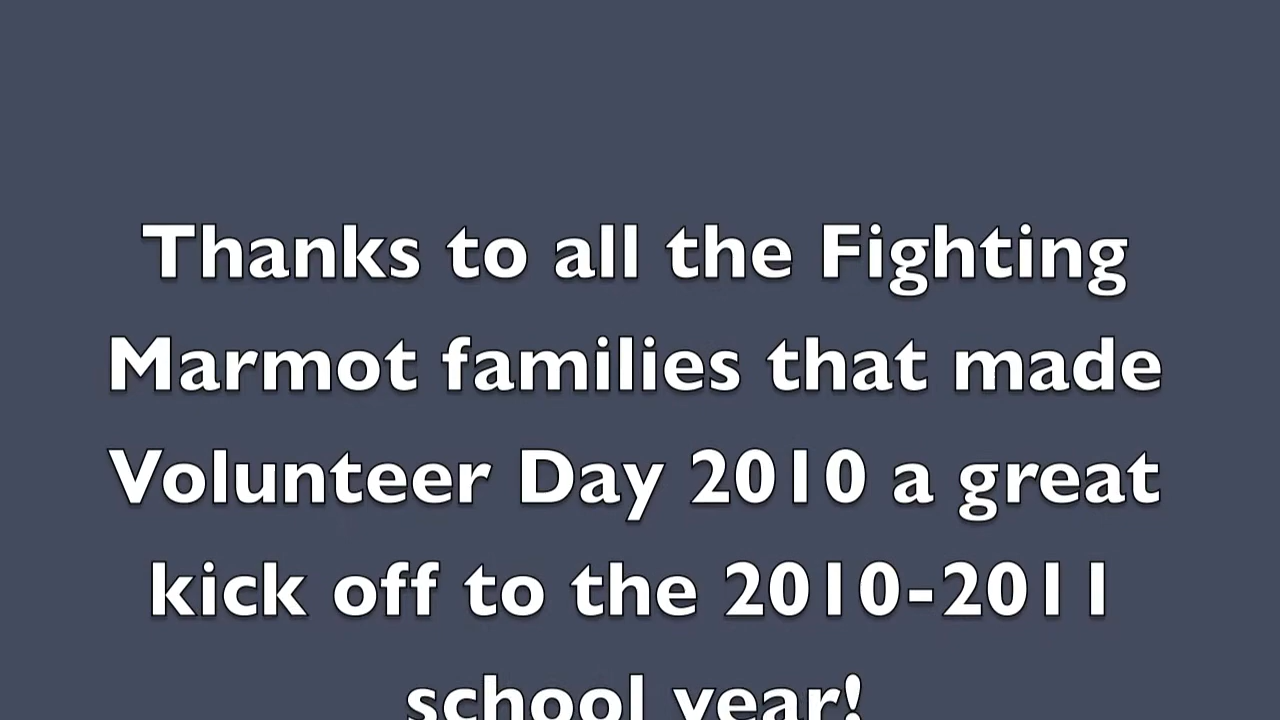 Thanks to all the Fighting
Marmot families that made
Volunteer Day 2010 a great
kick off to the 2010-2011
school year!